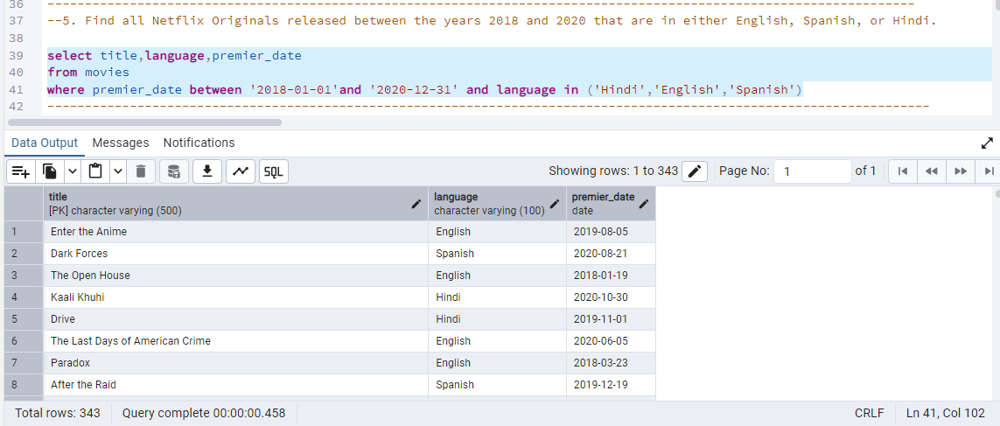 36 ------------------------------------------------------------------------------------------------------------------------
37 --5. Find all Netflix Originals released between the years 2018 and 2020 that are in either English, Spanish, or Hindi.
38
39 select title,language,premier_date
40 from movies
41 where premier_date between '2018-01-01'and '2020-12-31' and language in ('Hindi','English','Spanish')
42 ------------------------------------------------------------------------------------------------------------------------
Data Output Messages Notifications
SQL Showing rows: 1 to 343 Page No: 1 of 1
title language premier_date
[PK] character varying (500) character varying (100) date
1 Enter the Anime English 2019-08-05
2 Dark Forces Spanish 2020-08-21
3 The Open House English 2018-01-19
4 Kaali Khuhi Hindi 2020-10-30
5 Drive Hindi 2019-11-01
6 The Last Days of American Crime English 2020-06-05
7 Paradox English 2018-03-23
8 After the Raid Spanish 2019-12-19
Total rows: 343 Query complete 00:00:00.458 CRLF Ln 41, Col 102